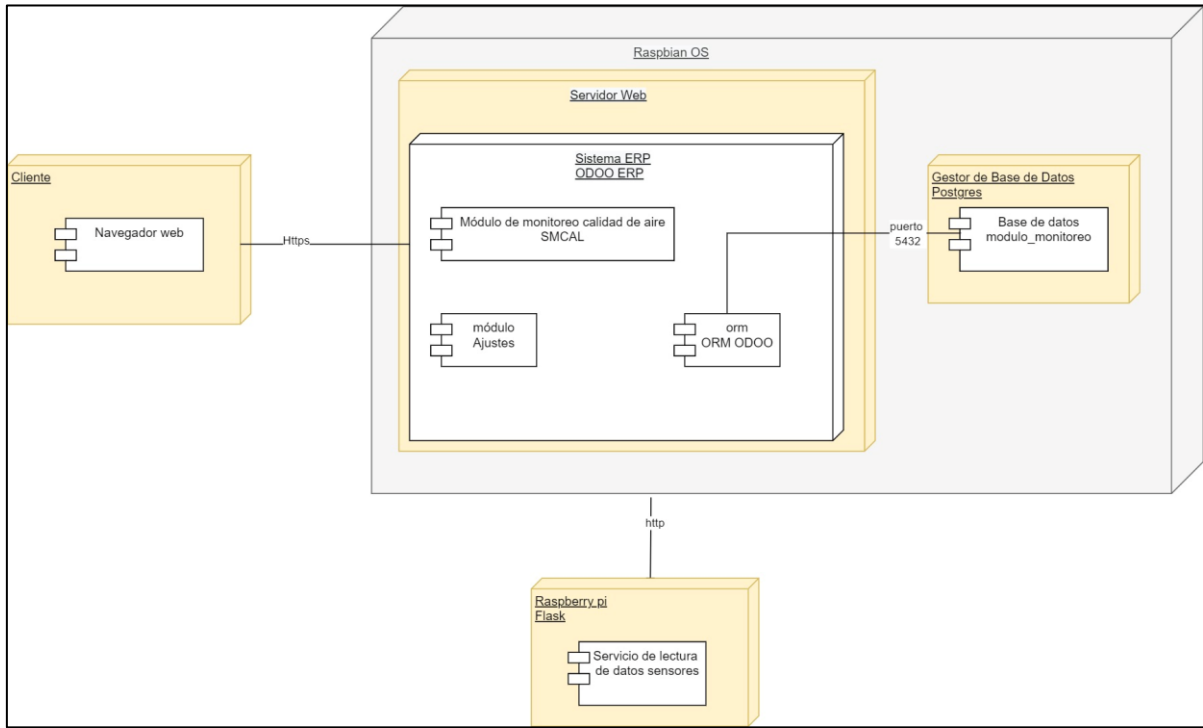 Raspbian OS
Servidor Web
Sistema ERP
ODOO ERP
Cliente
Navegador web
Https
Módulo de monitoreo calidad de aire
SMCAL
módulo
Ajustes
orm
ORM ODOO
puerto
5432
Gestor de Base de Datos
Postgres
Base de datos
modulo_monitoreo
http
Raspberry pi
Flask
Servicio de lectura
de datos sensores